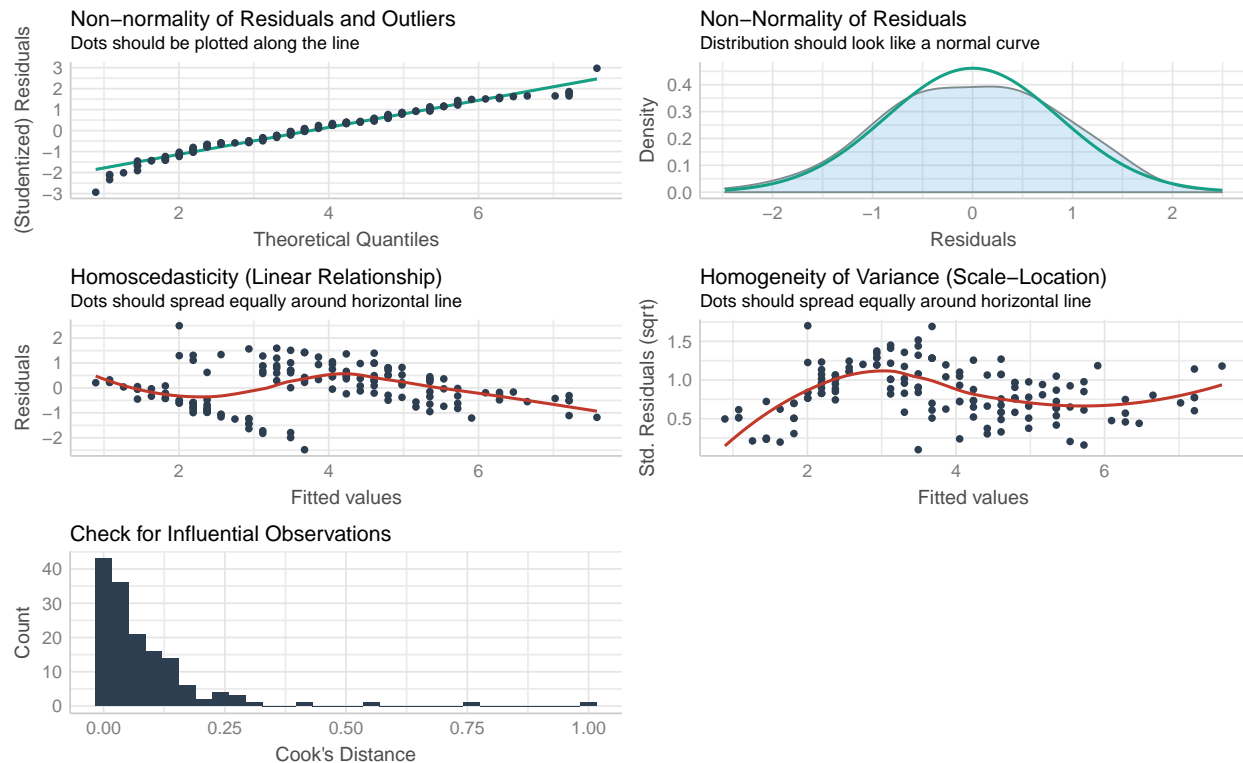 Non−normality of Residuals and Outliers
Dots should be plotted along the line
(Studentized) Residuals
3
2
1
0
−1
−2
−3
2
4
6
Theoretical Quantiles
Non−Normality of Residuals
Distribution should look like a normal curve
Density
0.4
0.3
0.2
0.1
0.0
−2
−1
0
1
2
Residuals
Homoscedasticity (Linear Relationship)
Dots should spread equally around horizontal line
Residuals
2
1
0
−1
−2
2
4
6
Fitted values
Homogeneity of Variance (Scale−Location)
Dots should spread equally around horizontal line
Std. Residuals (sqrt)
1.5
1.0
0.5
2
4
6
Fitted values
Check for Influential Observations
Count
40
30
20
10
0
0.00
0.25
0.50
0.75
1.00
Cook's Distance